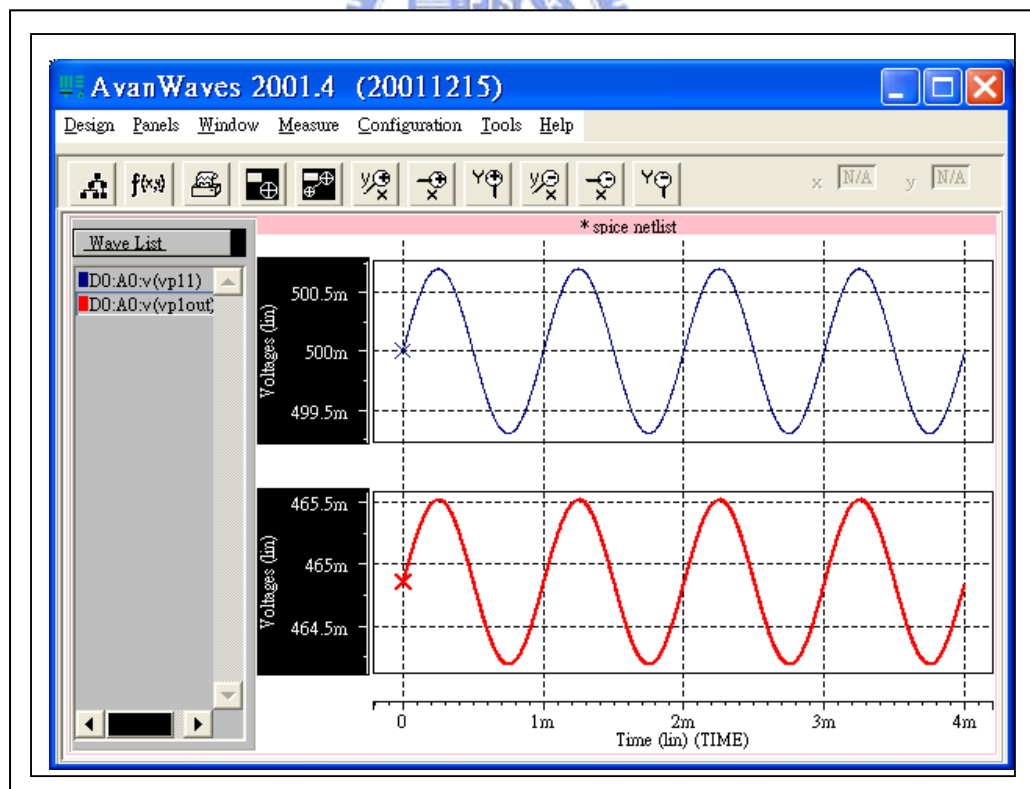 AvanWaves 2001.4 (20011215)
Design Panels Window Measure Configuration Tools Help
f(x,y) y x x Y y x x Y x N/A y N/A
* spice netlist
Wave List
D0:A0:v(vp11)
D0:A0:v(vp1out)
Voltages (lin)
500.5m
500m
499.5m
Voltages (lin)
465.5m
465m
464.5m
0 1m 2m 3m 4m
Time (lin) (TIME)